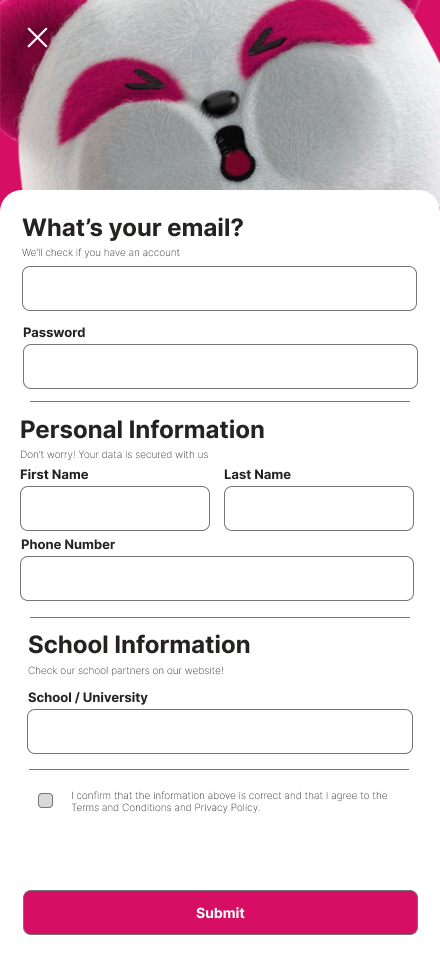 What's your email?
We'll check if you have an account
Password
Personal Information
Don't worry! Your data is secured with us
First Name
Last Name
Phone Number
School Information
Check our school partners on our website!
School / University
I confirm that the information above is correct and that I agree to the
Terms and Conditions and Privacy Policy.
Submit